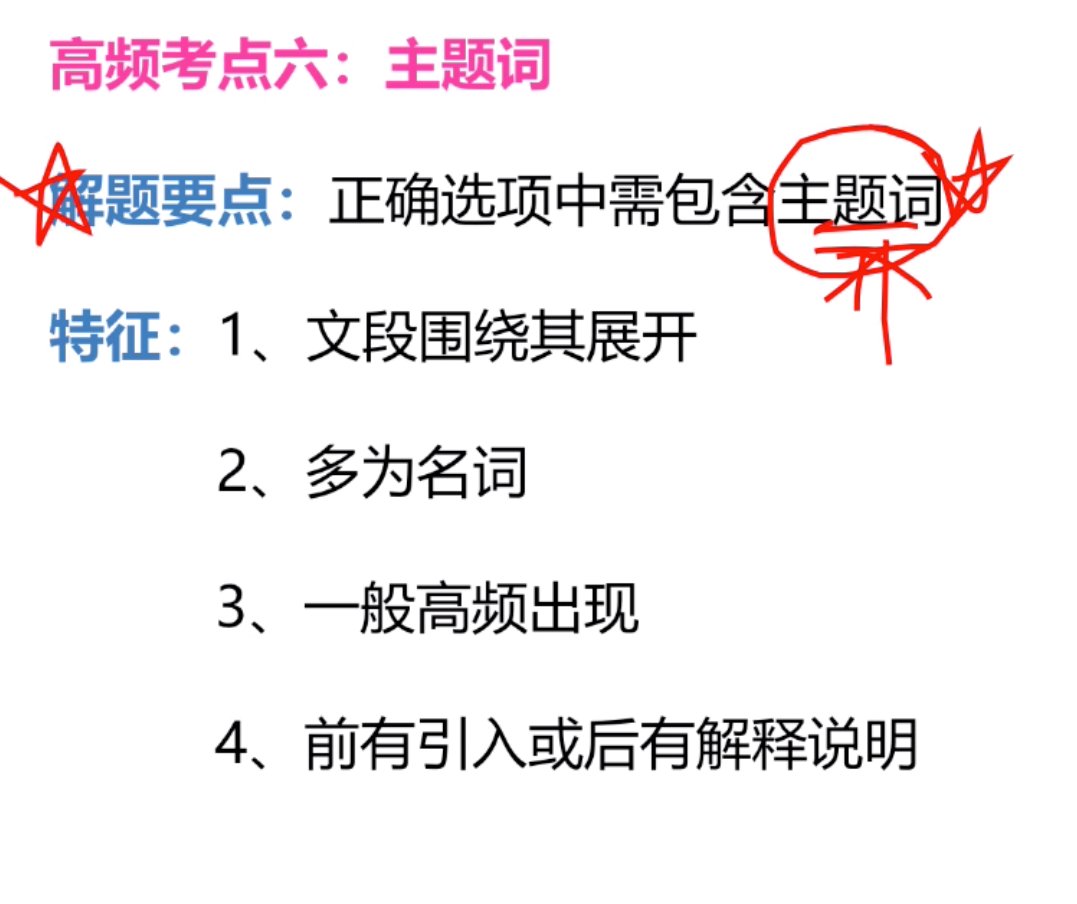 高频考点六：主题词
解题要点：正确选项中需包含主题词
特征：1、文段围绕其展开
2、多为名词
3、一般高频出现
4、前有引入或后有解释说明